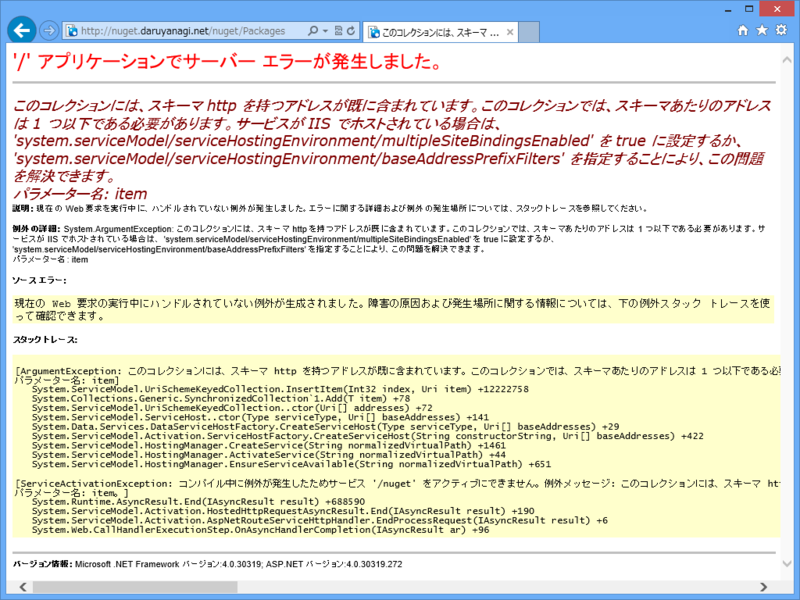 http://nuget.daruyanagi.net/nuget/Packages
このコレクションには、スキーマ ...
'/' アプリケーションでサーバー エラーが発生しました。
このコレクションには、スキーマ http を持つアドレスが既に含まれています。このコレクションでは、スキーマあたりのアドレス
は 1 つ以下である必要があります。サービスが IIS でホストされている場合は、
'system.serviceModel/serviceHostingEnvironment/multipleSiteBindingsEnabled' を true に設定するか、
'system.serviceModel/serviceHostingEnvironment/baseAddressPrefixFilters' を指定することにより、この問題
を解決できます。
パラメーター名: item
説明: 現在の Web 要求を実行中に、ハンドルされていない例外が発生しました。エラーに関する詳細および例外の発生場所については、スタックトレースを参照してください。
例外の詳細: System.ArgumentException: このコレクションには、スキーマ http を持つアドレスが既に含まれています。このコレクションでは、スキーマあたりのアドレスは 1 つ以下である必要があります。サ
ービスが IIS でホストされている場合は、 'system.serviceModel/serviceHostingEnvironment/multipleSiteBindingsEnabled' を true に設定するか、
'system.serviceModel/serviceHostingEnvironment/baseAddressPrefixFilters' を指定することにより、この問題を解決できます。
パラメーター名: item
ソース エラー:
現在の Web 要求の実行中にハンドルされていない例外が生成されました。障害の原因および発生場所に関する情報については、下の例外スタック トレースを使
って確認できます。
スタック トレース:
[ArgumentException: このコレクションには、スキーマ http を持つアドレスが既に含まれています。このコレクションでは、スキーマあたりのアドレスは 1 つ以下である必
パラメーター名: item]
System.ServiceModel.UriSchemeKeyedCollection.InsertItem(Int32 index, Uri item) +12222758
System.Collections.Generic.SynchronizedCollection`1.Add(T item) +78
System.ServiceModel.UriSchemeKeyedCollection..ctor(Uri[] addresses) +72
System.ServiceModel.ServiceHost..ctor(Type serviceType, Uri[] baseAddresses) +141
System.Data.Services.DataServiceHostFactory.CreateServiceHost(Type serviceType, Uri[] baseAddresses) +29
System.ServiceModel.Activation.ServiceHostFactory.CreateServiceHost(String constructorString, Uri[] baseAddresses) +422
System.ServiceModel.HostingManager.CreateService(String normalizedVirtualPath) +1461
System.ServiceModel.HostingManager.ActivateService(String normalizedVirtualPath) +44
System.ServiceModel.HostingManager.EnsureServiceAvailable(String normalizedVirtualPath) +651
[ServiceActivationException: コンパイル中に例外が発生したためサービス '/nuget' をアクティブにできません。例外メッセージ: このコレクションには、スキーマ htt
パラメーター名: item。]
System.Runtime.AsyncResult.End(IAsyncResult result) +688590
System.ServiceModel.Activation.HostedHttpRequestAsyncResult.End(IAsyncResult result) +190
System.ServiceModel.Activation.AspNetRouteServiceHttpHandler.EndProcessRequest(IAsyncResult result) +6
System.Web.CallHandlerExecutionStep.OnAsyncHandlerCompletion(IAsyncResult ar) +96
バージョン情報: Microsoft .NET Framework バージョン:4.0.30319; ASP.NET バージョン:4.0.30319.272